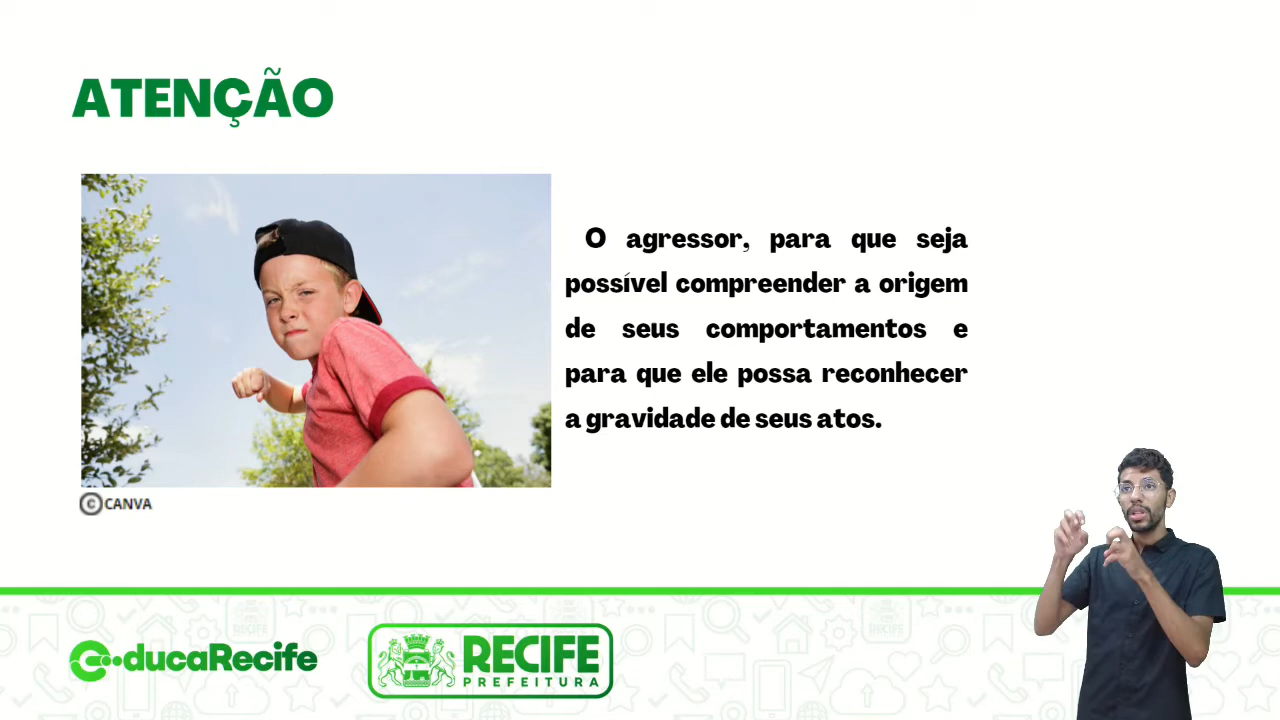 ATENÇÃO
O agressor, para que seja
possível compreender a origem
de seus comportamentos e
para que ele possa reconhecer
a gravidade de seus atos.
© CANVA
educaRecife
RECIFE
PREFEITURA